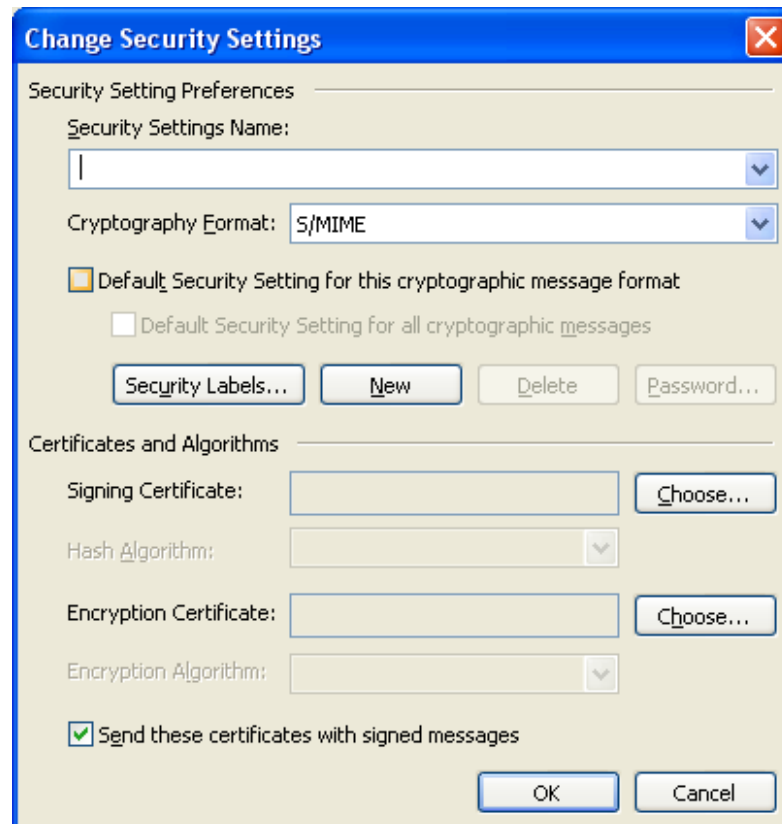 Change Security Settings
Security Setting Preferences
Security Settings Name:
Cryptography Format: S/MIME
Default Security Setting for this cryptographic message format
Default Security Setting for all cryptographic messages
Security Labels... New Delete Password...
Certificates and Algorithms
Signing Certificate: Choose...
Hash Algorithm:
Encryption Certificate: Choose...
Encryption Algorithm:
Send these certificates with signed messages
OK Cancel